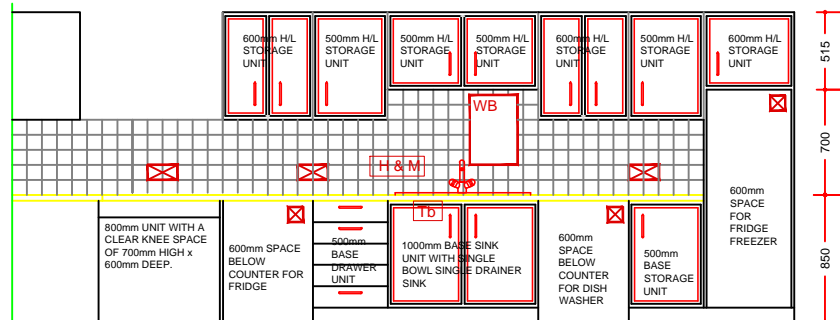 600mm H/L
STORAGE
UNIT
500mm H/L
STORAGE
UNIT
500mm H/L
STORAGE
UNIT
500mm H/L
STORAGE
UNIT
600mm H/L
STORAGE
UNIT
500mm H/L
STORAGE
UNIT
600mm H/L
STORAGE
UNIT
515
WB
700
H & M
Tb
600mm
SPACE
FOR
FRIDGE
FREEZER
800mm UNIT WITH A
CLEAR KNEE SPACE
OF 700mm HIGH x
600mm DEEP.
600mm SPACE
BELOW
COUNTER FOR
FRIDGE
500mm
BASE
DRAWER
UNIT
1000mm BASE SINK
UNIT WITH SINGLE
BOWL SINGLE DRAINER
SINK
600mm
SPACE
BELOW
COUNTER
FOR DISH
WASHER
500mm
BASE
STORAGE
UNIT
850